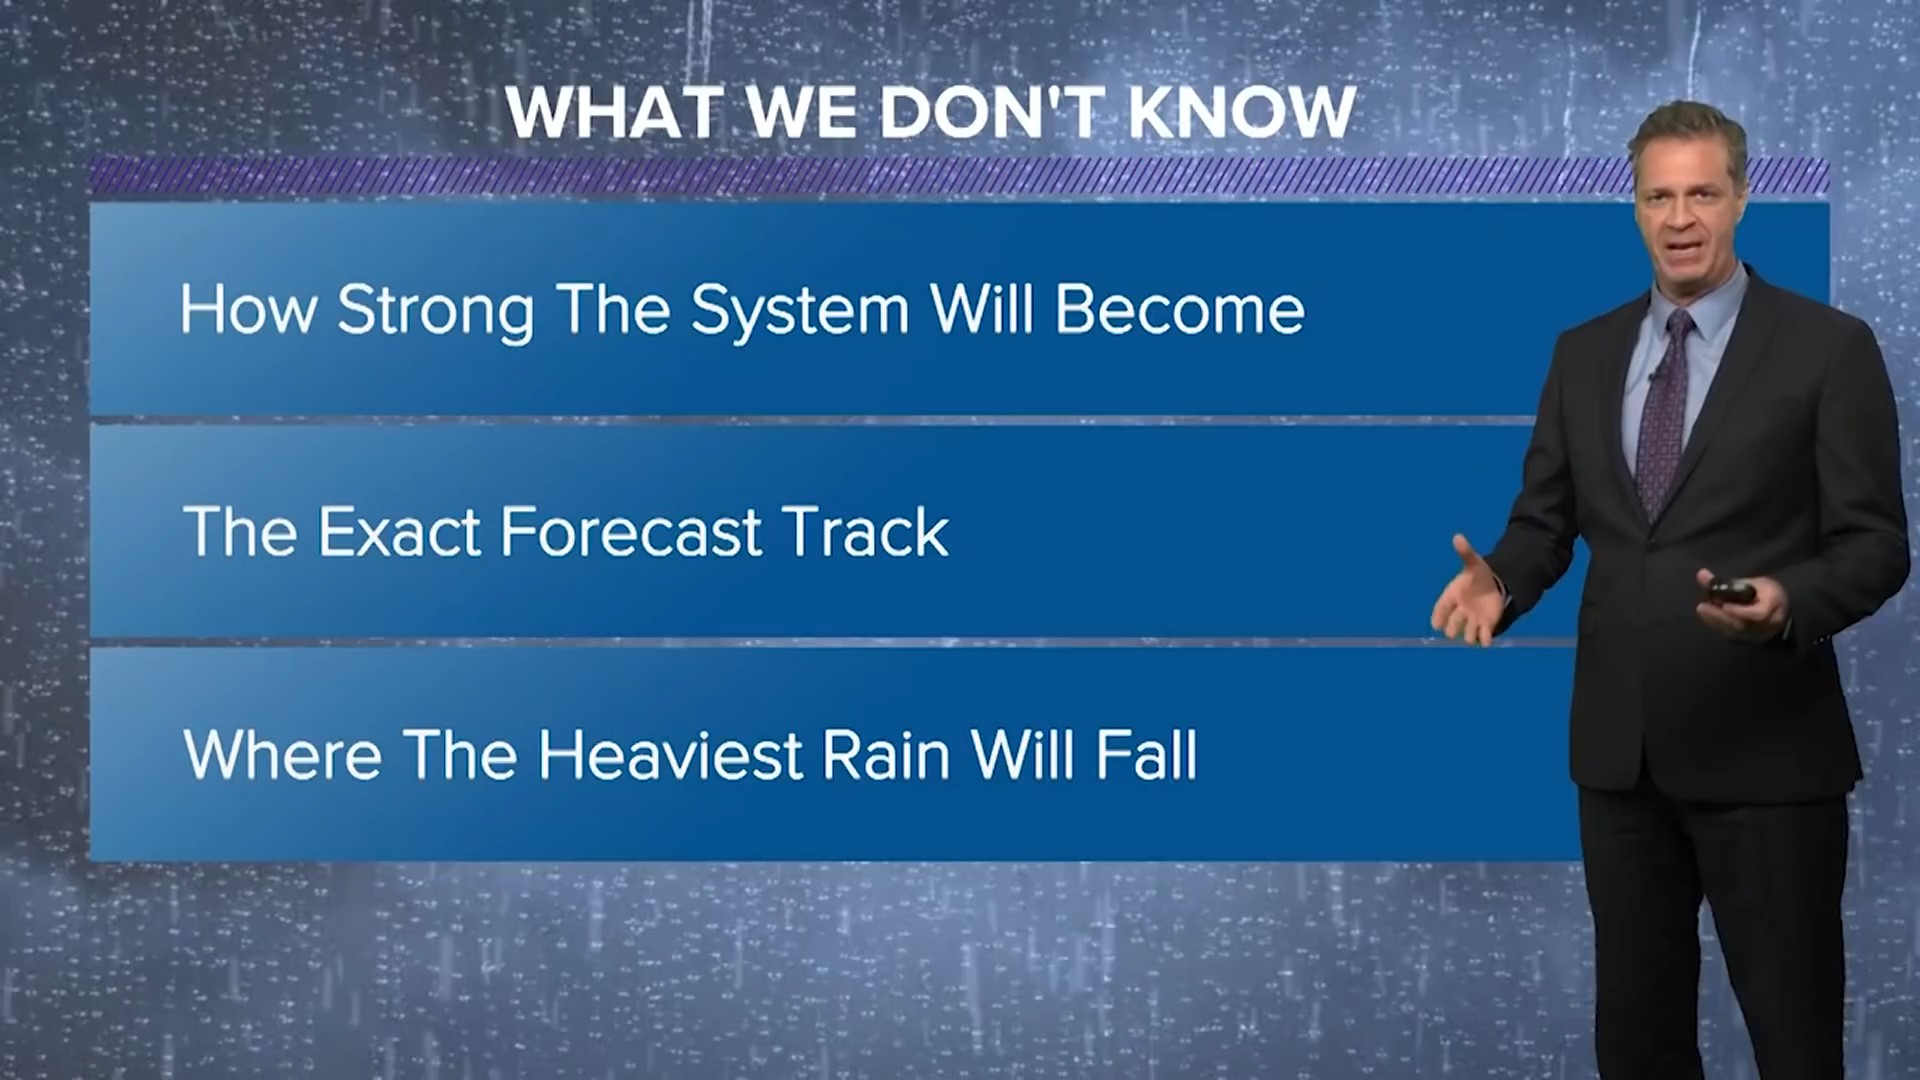 WHAT WE DON'T KNOW
How Strong The System Will Become
The Exact Forecast Track
Where The Heaviest Rain Will Fall